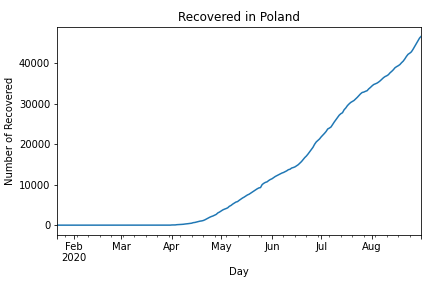 Recovered in Poland
Number of Recovered
40000
30000
20000
10000
0
Feb
2020
Mar
Apr
May
Jun
Jul
Aug
Day